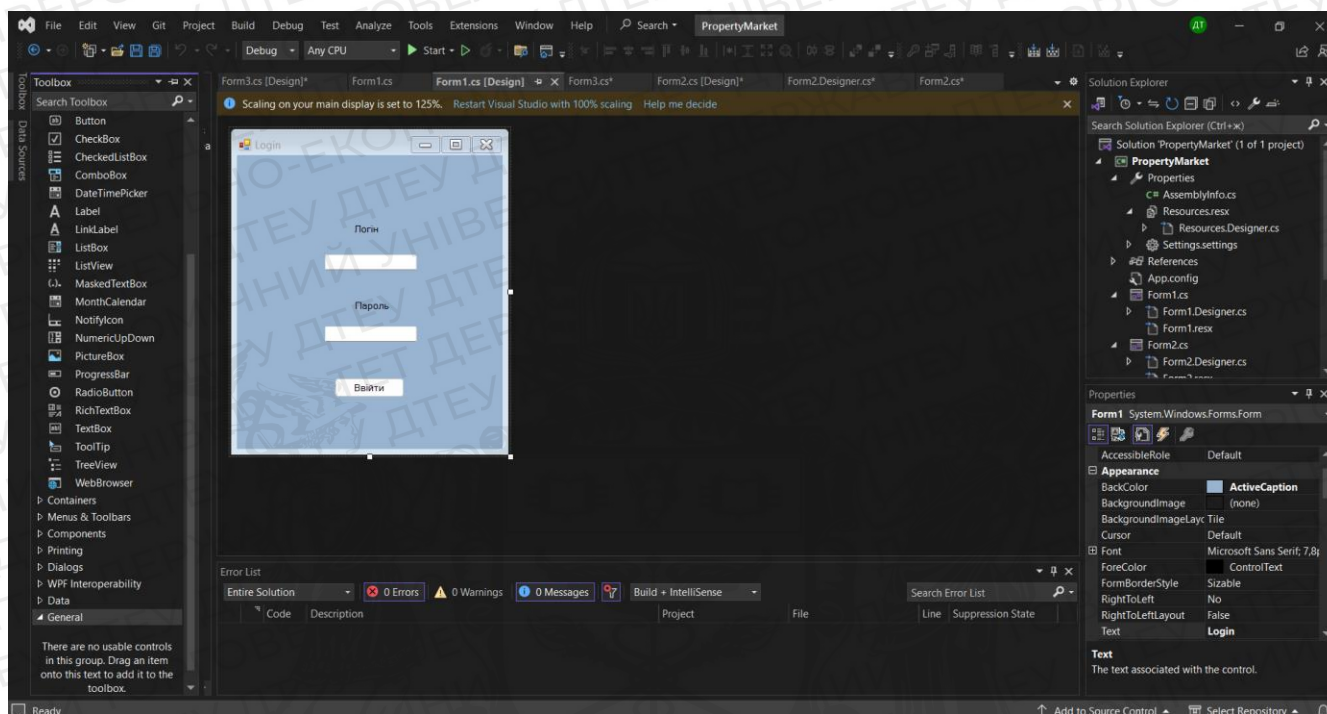 File Edit View Git Project Build Debug Test Analyze Tools Extensions Window Help Search PropertyMarket ДТ
Debug Any CPU Start
Toolbox
Search Toolbox
Button
CheckBox
CheckedListBox
ComboBox
DateTimePicker
Label
LinkLabel
ListBox
ListView
MaskedTextBox
MonthCalendar
NotifyIcon
NumericUpDown
PictureBox
ProgressBar
RadioButton
RichTextBox
TextBox
ToolTip
TreeView
WebBrowser
Containers
Menus & Toolbars
Components
Printing
Dialogs
WPF Interoperability
Data
General
There are no usable controls
in this group. Drag an item
onto this text to add it to the
toolbox.
Toolbox Data Sources
Form3.cs [Design]* Form1.cs Form1.cs [Design] Form3.cs* Form2.cs [Design]* Form2.Designer.cs* Form2.cs*
Scaling on your main display is set to 125%. Restart Visual Studio with 100% scaling Help me decide
Login
Логін
Пароль
Ввійти
Error List
Entire Solution 0 Errors 0 Warnings 0 Messages Build + IntelliSense Search Error List
Code Description Project File Line Suppression State
Solution Explorer
Search Solution Explorer (Ctrl+ж)
Solution 'PropertyMarket' (1 of 1 project)
PropertyMarket
Properties
AssemblyInfo.cs
Resources.resx
Resources.Designer.cs
Settings.settings
References
App.config
Form1.cs
Form1.Designer.cs
Form1.resx
Form2.cs
Form2.Designer.cs
Properties
Form1 System.Windows.Forms.Form
AccessibleRole Default
Appearance
BackColor ActiveCaption
BackgroundImage (none)
BackgroundImageLayc Tile
Cursor Default
Font Microsoft Sans Serif; 7,8
ForeColor ControlText
FormBorderStyle Sizable
RightToLeft No
RightToLeftLayout False
Text Login
Text
The text associated with the control.
Ready Add to Source Control Select Repository